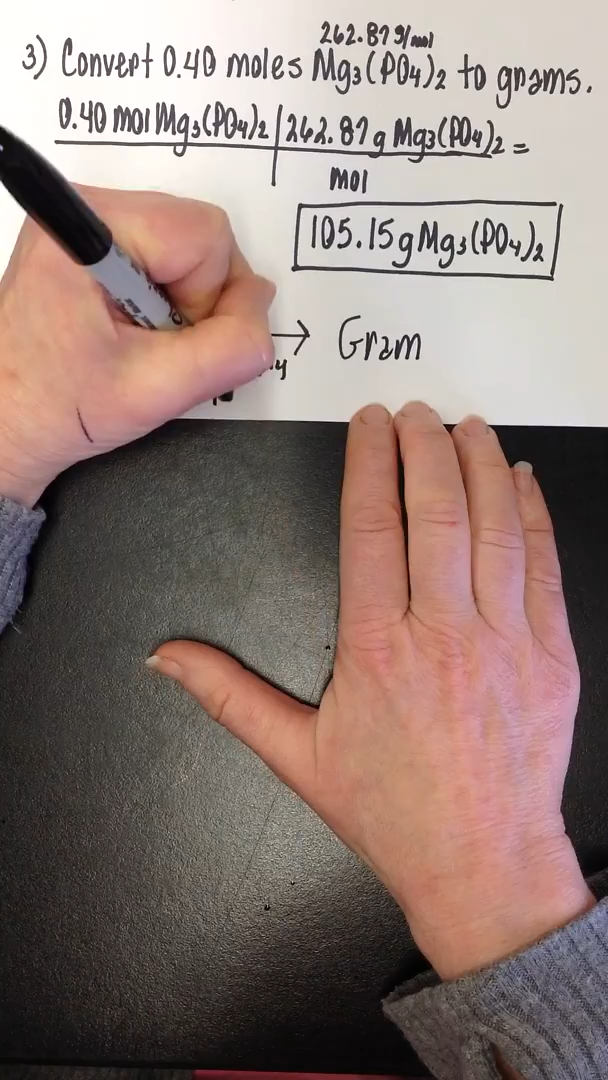 262.87 g/mol
3) Convert 0.40 moles Mg₃(PO₄)₂ to grams.
0.40 mol Mg₃(PO₄)₂ | 262.87 g Mg₃(PO₄)₂ =
mol
105.15 g Mg₃(PO₄)₂
→ Gram